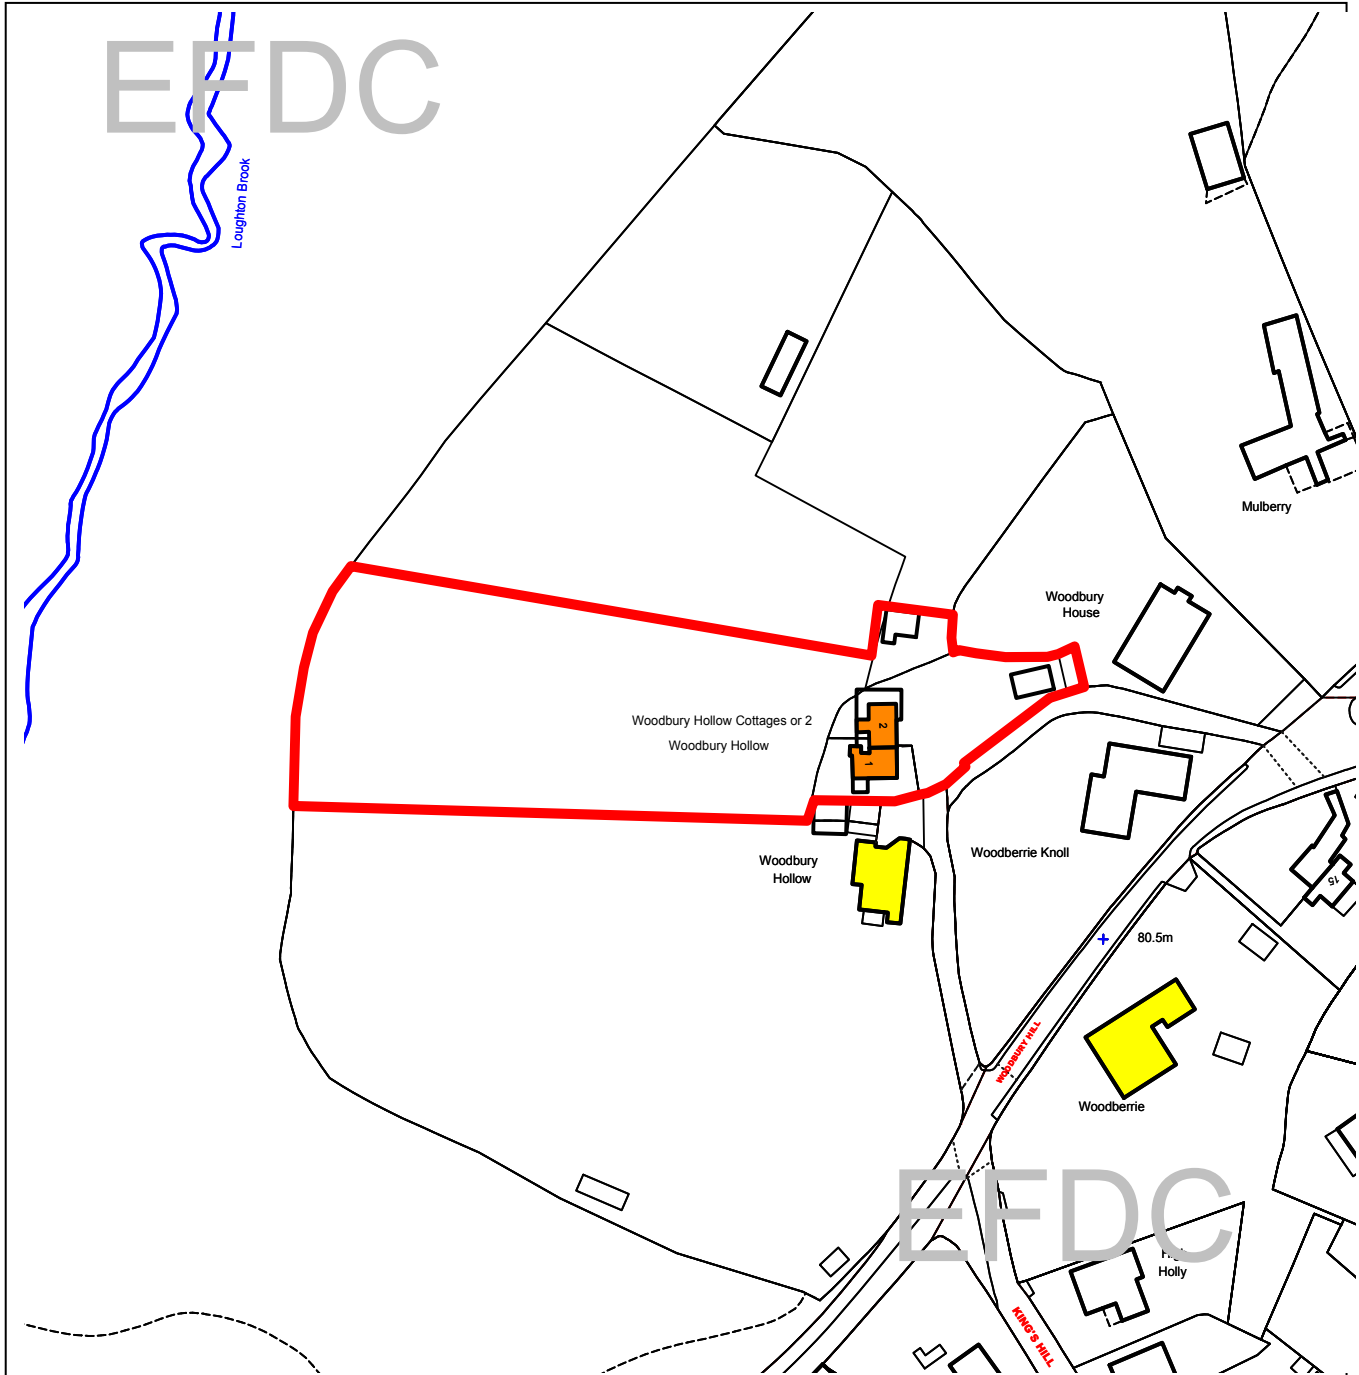 EFDC
Loughton Brook
Mulberry
Woodbury
House
Woodbury Hollow Cottages or 2
Woodbury Hollow
2
1
Woodbury
Hollow
Woodberrie Knoll
15
80.5m
WOODBURY HILL
Woodberrie
EFDC
Holly
KING'S HILL